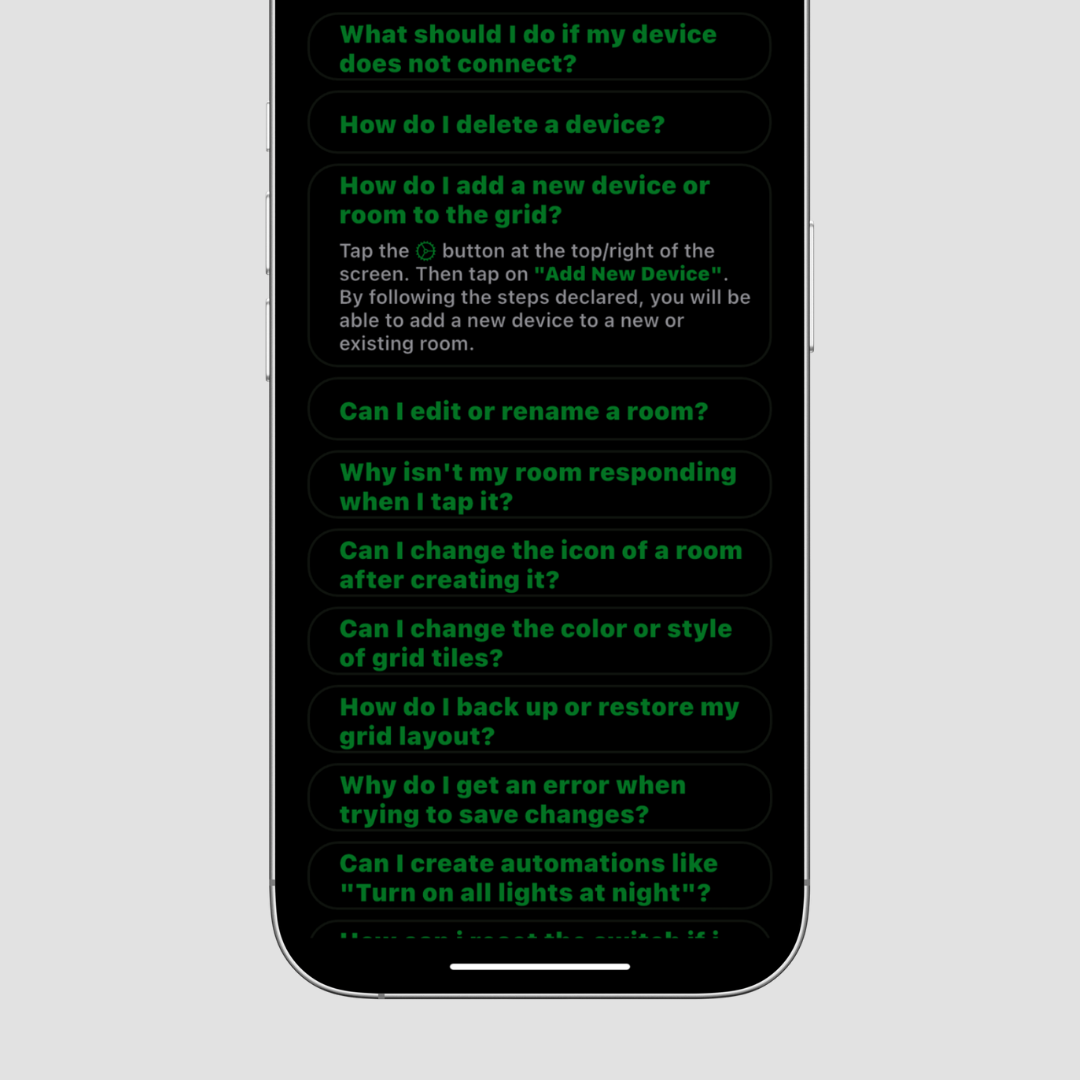 What should I do if my device
does not connect?
How do I delete a device?
How do I add a new device or
room to the grid?
Tap the button at the top/right of the
screen. Then tap on "Add New Device".
By following the steps declared, you will be
able to add a new device to a new or
existing room.
Can I edit or rename a room?
Why isn't my room responding
when I tap it?
Can I change the icon of a room
after creating it?
Can I change the color or style
of grid tiles?
How do I back up or restore my
grid layout?
Why do I get an error when
trying to save changes?
Can I create automations like
"Turn on all lights at night"?
How can i reset the switch if i